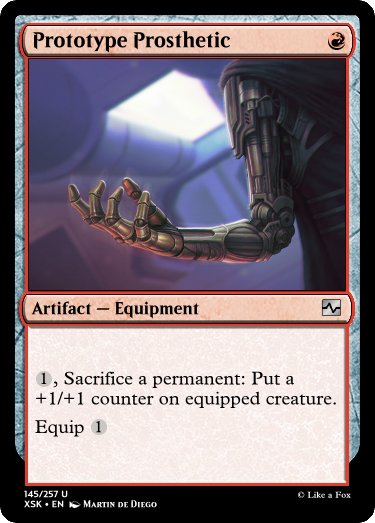 Prototype Prosthetic
Artifact — Equipment
1, Sacrifice a permanent: Put a
+1/+1 counter on equipped creature.
Equip 1
145/257 U
XSK • EN Martin de Diego
© Like a Fox